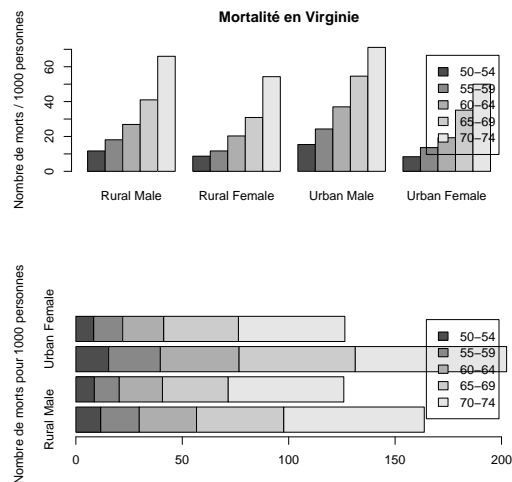 Mortalité en Virginie
Nombre de morts / 1000 personnes
60
40
20
0
50−54
55−59
60−64
65−69
70−74
Rural Male
Rural Female
Urban Male
Urban Female
Nombre de morts pour 1000 personnes
Urban Female
Rural Male
50−54
55−59
60−64
65−69
70−74
0
50
100
150
200